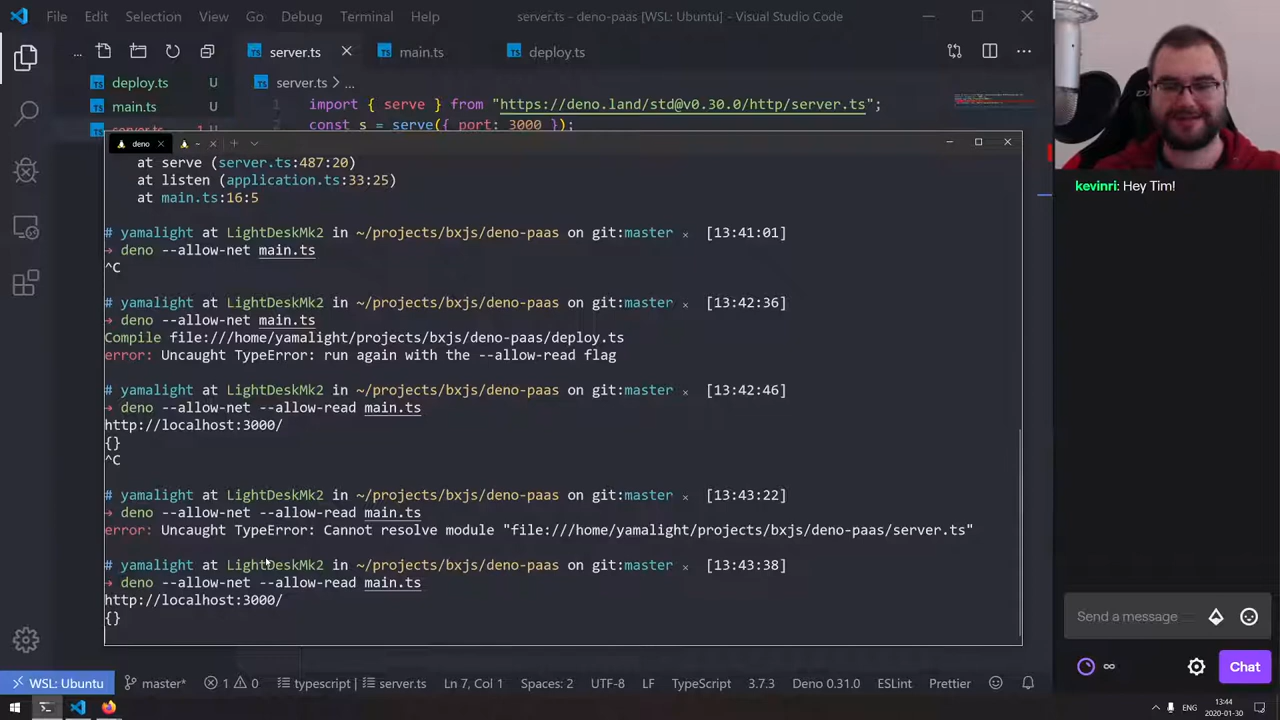 File Edit Selection View Go Debug Terminal Help server.ts - deno-paas [WSL: Ubuntu] - Visual Studio Code
... server.ts main.ts deploy.ts
deploy.ts U server.ts > ...
main.ts U import { serve } from "https://deno.land/std@v0.30.0/http/server.ts";
const s = serve({ port: 3000 });
deno ~
at serve (server.ts:487:20)
at listen (application.ts:33:25)
at main.ts:16:5
# yamalight at LightDeskMk2 in ~/projects/bxjs/deno-paas on git:master × [13:41:01]
→ deno --allow-net main.ts
^C
# yamalight at LightDeskMk2 in ~/projects/bxjs/deno-paas on git:master × [13:42:36]
→ deno --allow-net main.ts
Compile file:///home/yamalight/projects/bxjs/deno-paas/deploy.ts
error: Uncaught TypeError: run again with the --allow-read flag
# yamalight at LightDeskMk2 in ~/projects/bxjs/deno-paas on git:master × [13:42:46]
→ deno --allow-net --allow-read main.ts
http://localhost:3000/
{}
^C
# yamalight at LightDeskMk2 in ~/projects/bxjs/deno-paas on git:master × [13:43:22]
→ deno --allow-net --allow-read main.ts
error: Uncaught TypeError: Cannot resolve module "file:///home/yamalight/projects/bxjs/deno-paas/server.ts"
# yamalight at LightDeskMk2 in ~/projects/bxjs/deno-paas on git:master × [13:43:38]
→ deno --allow-net --allow-read main.ts
http://localhost:3000/
{}
kevinri: Hey Tim!
Send a message
∞ Chat
WSL: Ubuntu master* 1 0 typescript | server.ts Ln 7, Col 1 Spaces: 2 UTF-8 LF TypeScript 3.7.3 Deno 0.31.0 ESLint Prettier
ENG 13:44
2020-01-30